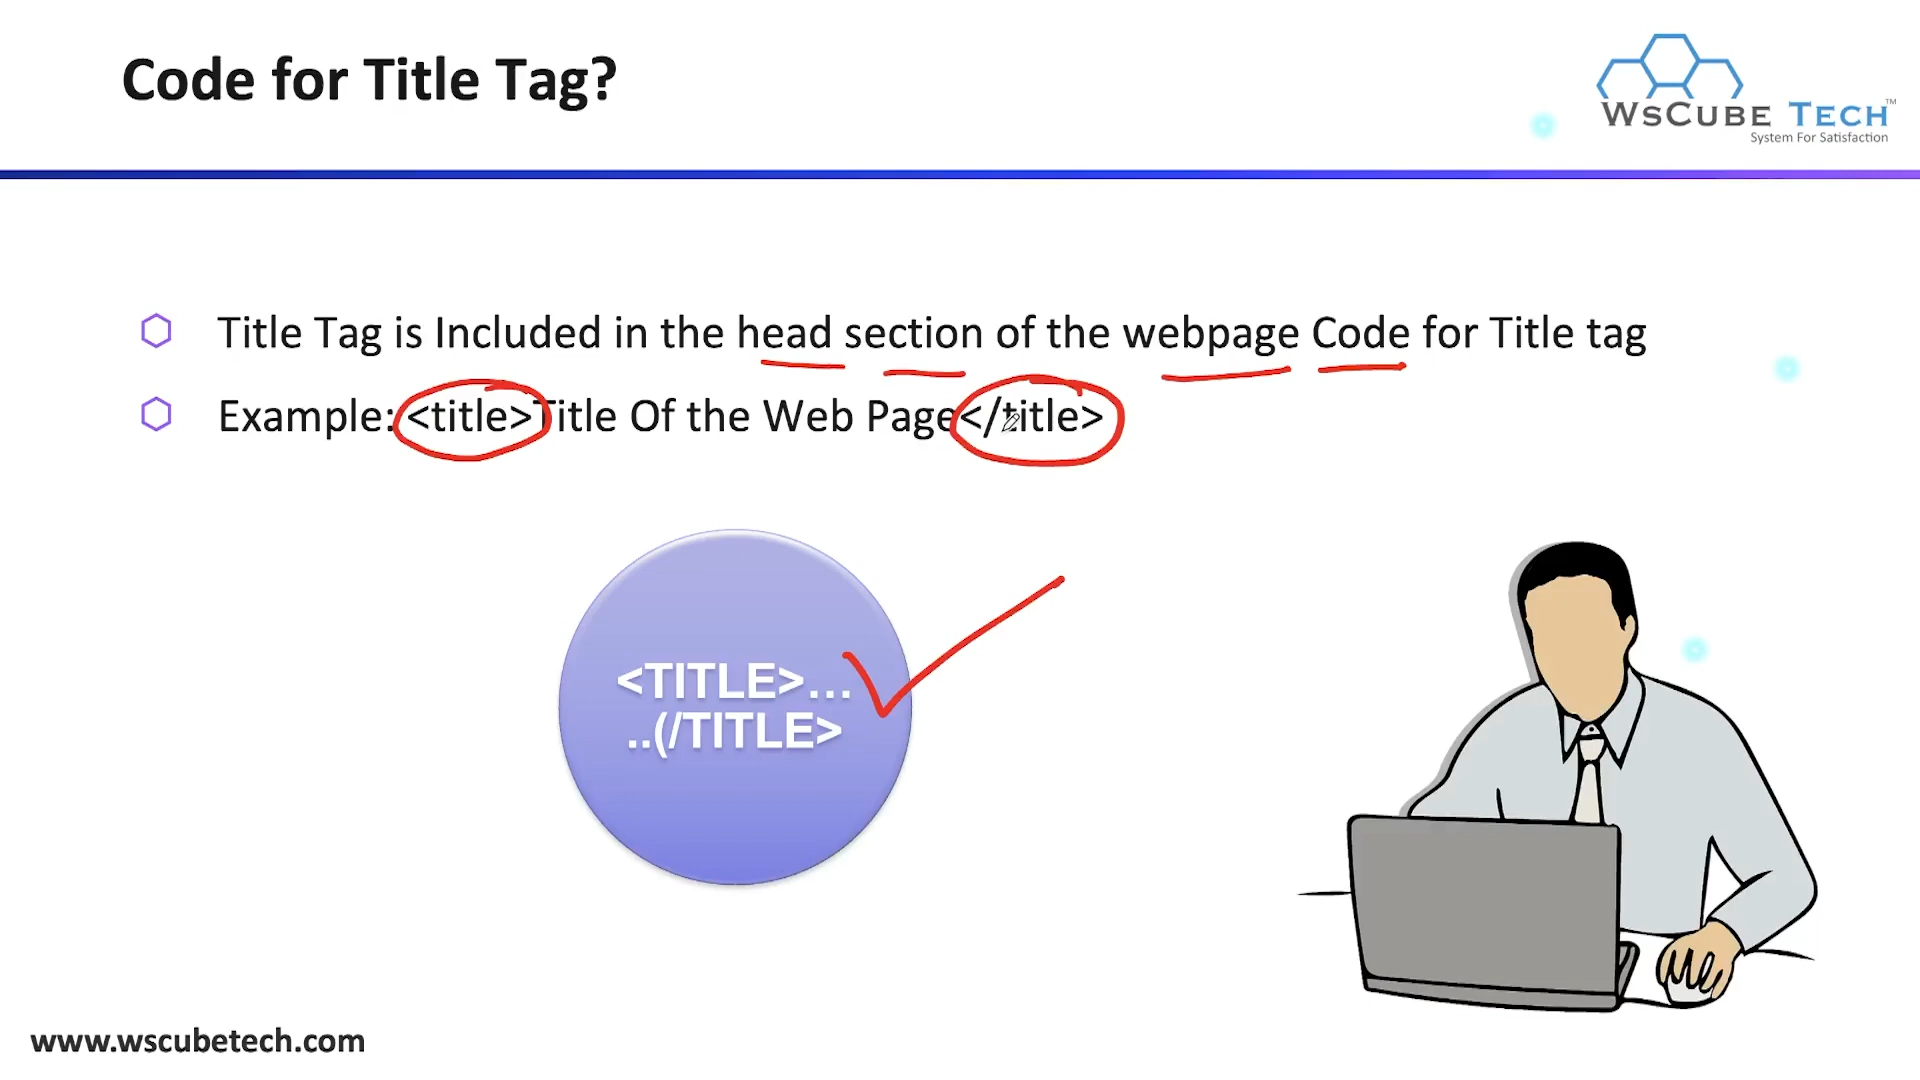 Code for Title Tag?
WSCUBE TECH™
System For Satisfaction
Title Tag is Included in the head section of the webpage Code for Title tag
Example: <title>Title Of the Web Page</title>
<TITLE>...
..(/TITLE>
www.wscubetech.com